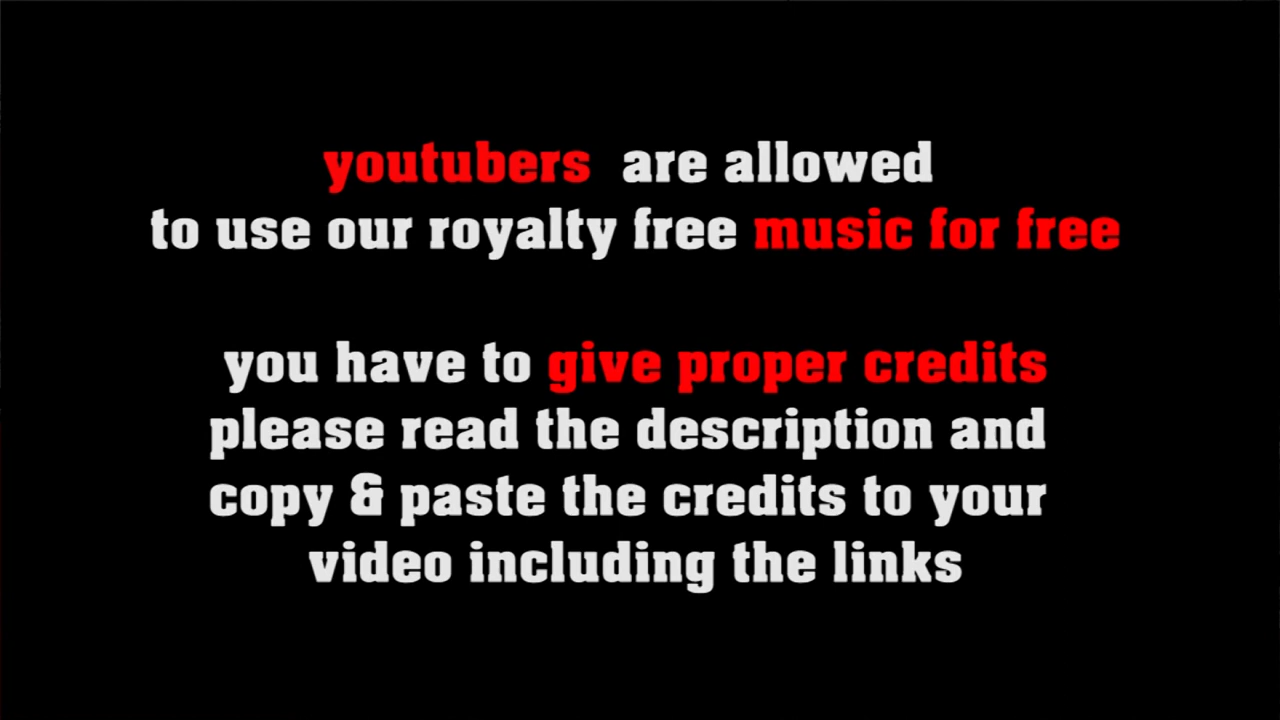 youtubers are allowed
to use our royalty free music for free
you have to give proper credits
please read the description and
copy & paste the credits to your
video including the links